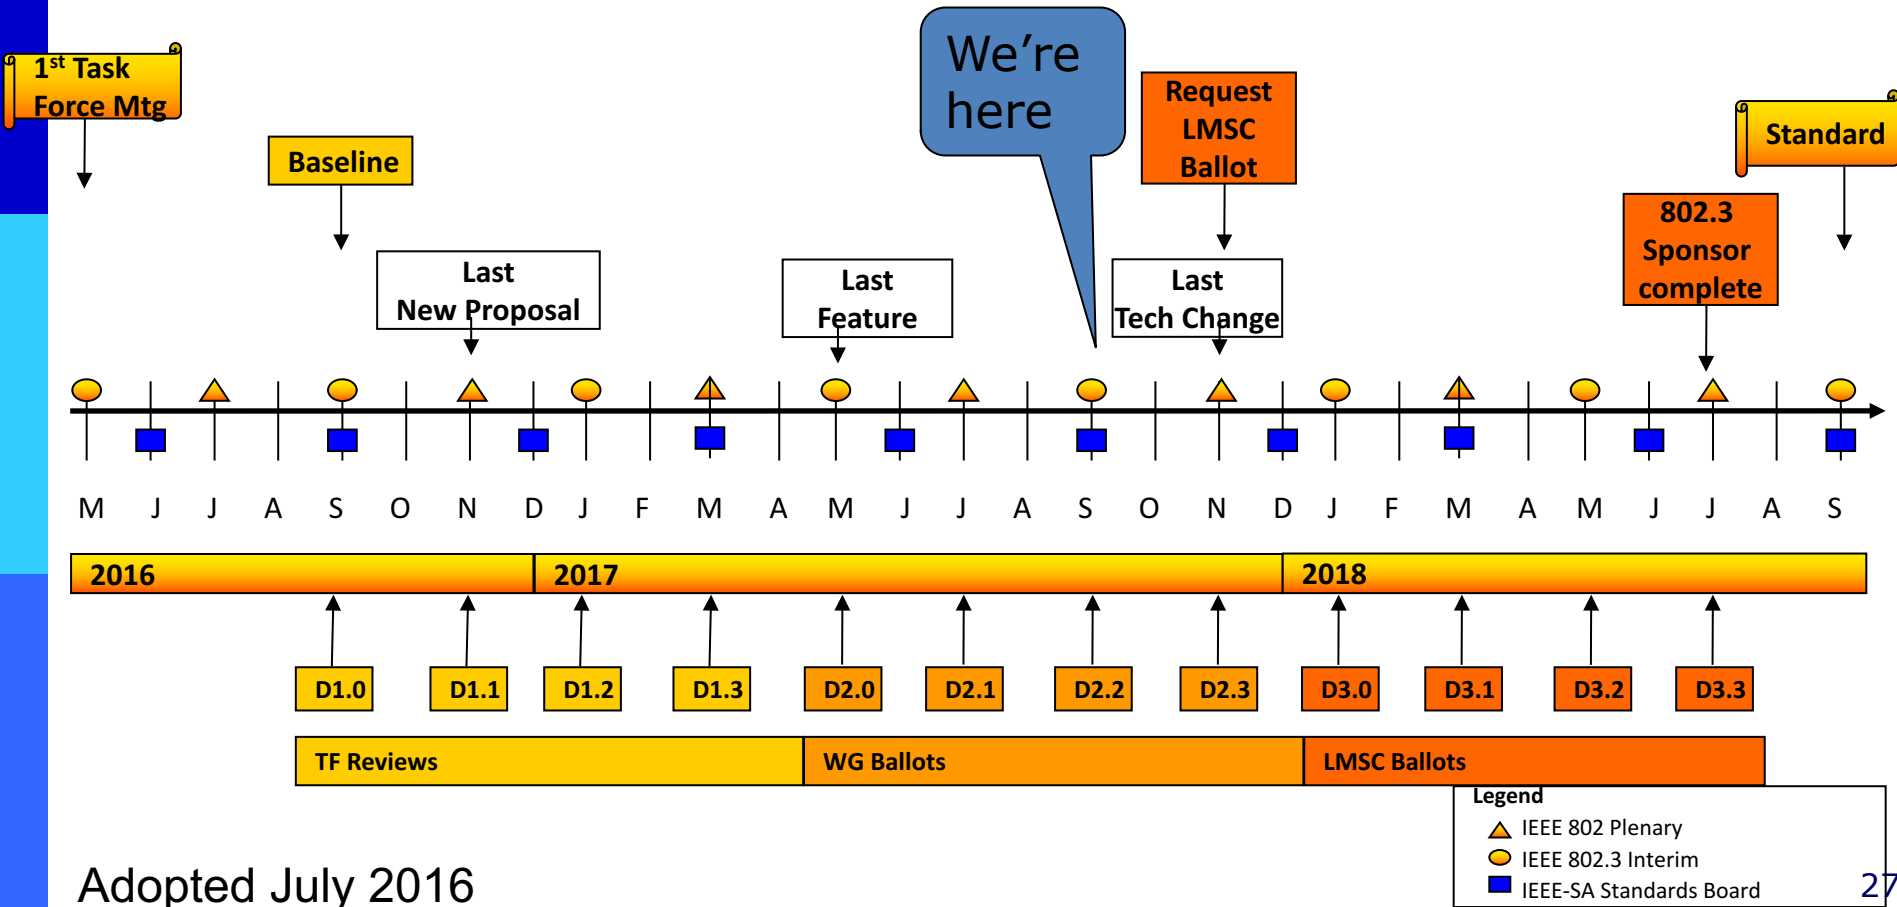 We're
here
1st Task
Force Mtg
Request
LMSC
Ballot
Standard
Baseline
802.3
Sponsor
complete
Last
New Proposal
Last
Feature
Last
Tech Change
M J J A S O N D J F M A M J J A S O N D J F M A M J J A S
2016 2017 2018
D1.0 D1.1 D1.2 D1.3 D2.0 D2.1 D2.2 D2.3 D3.0 D3.1 D3.2 D3.3
TF Reviews WG Ballots LMSC Ballots
Legend
IEEE 802 Plenary
IEEE 802.3 Interim
IEEE-SA Standards Board
Adopted July 2016
27